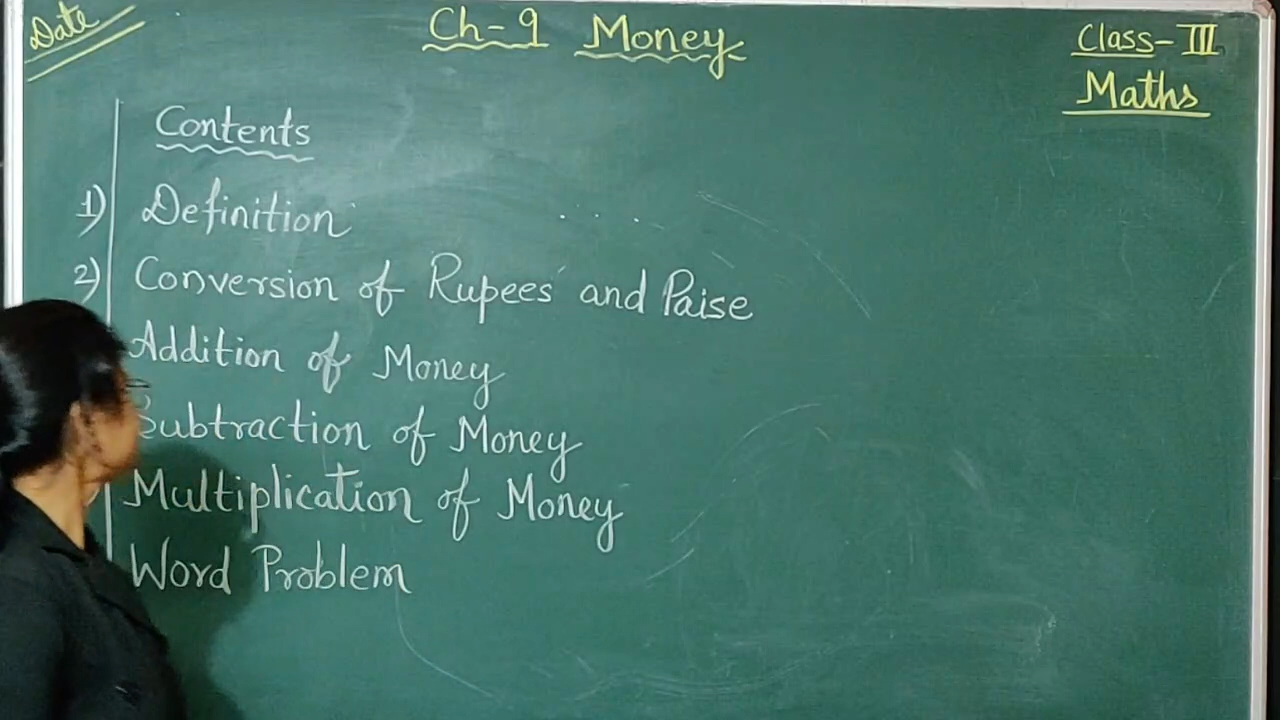 Date
Ch-9 Money
Class-III
Maths
Contents
1) Definition
2) Conversion of Rupees and Paise
Addition of Money
Subtraction of Money
Multiplication of Money
Word Problem